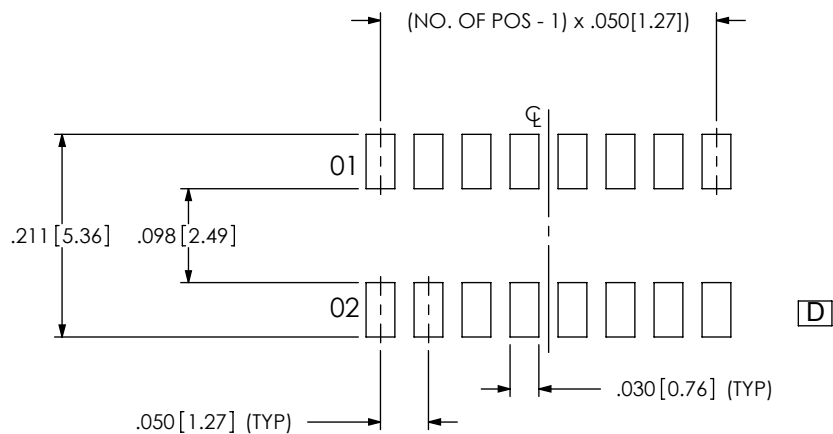 (NO. OF POS - 1) x .050[1.27])
℄
01
.211[5.36]
.098[2.49]
02
D
.030[0.76] (TYP)
.050[1.27] (TYP)